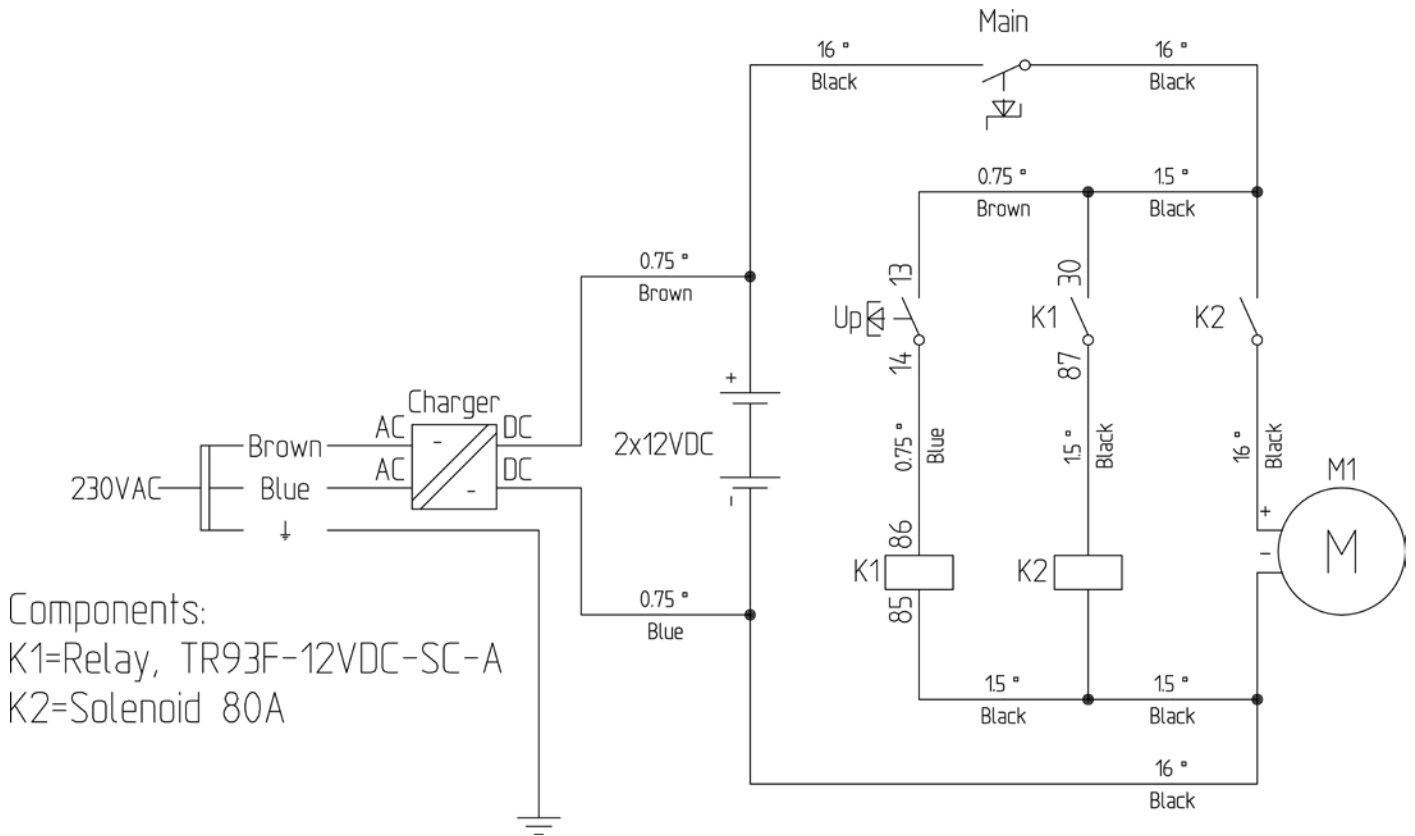 Main
16 ▫
Black
16 ▫
Black
0.75 ▫
Brown
1.5 ▫
Black
0.75 ▫
Brown
13
Up
14
30
K1
87
K2
Charger
AC
DC
AC
DC
230VAC
Brown
Blue
+
2x12VDC
-
0.75 ▫
Blue
1.5 ▫
Black
16 ▫
Black
M1
+
-
M
86
K1
85
K2
0.75 ▫
Blue
Components:
K1=Relay, TR93F-12VDC-SC-A
K2=Solenoid 80A
1.5 ▫
Black
1.5 ▫
Black
16 ▫
Black